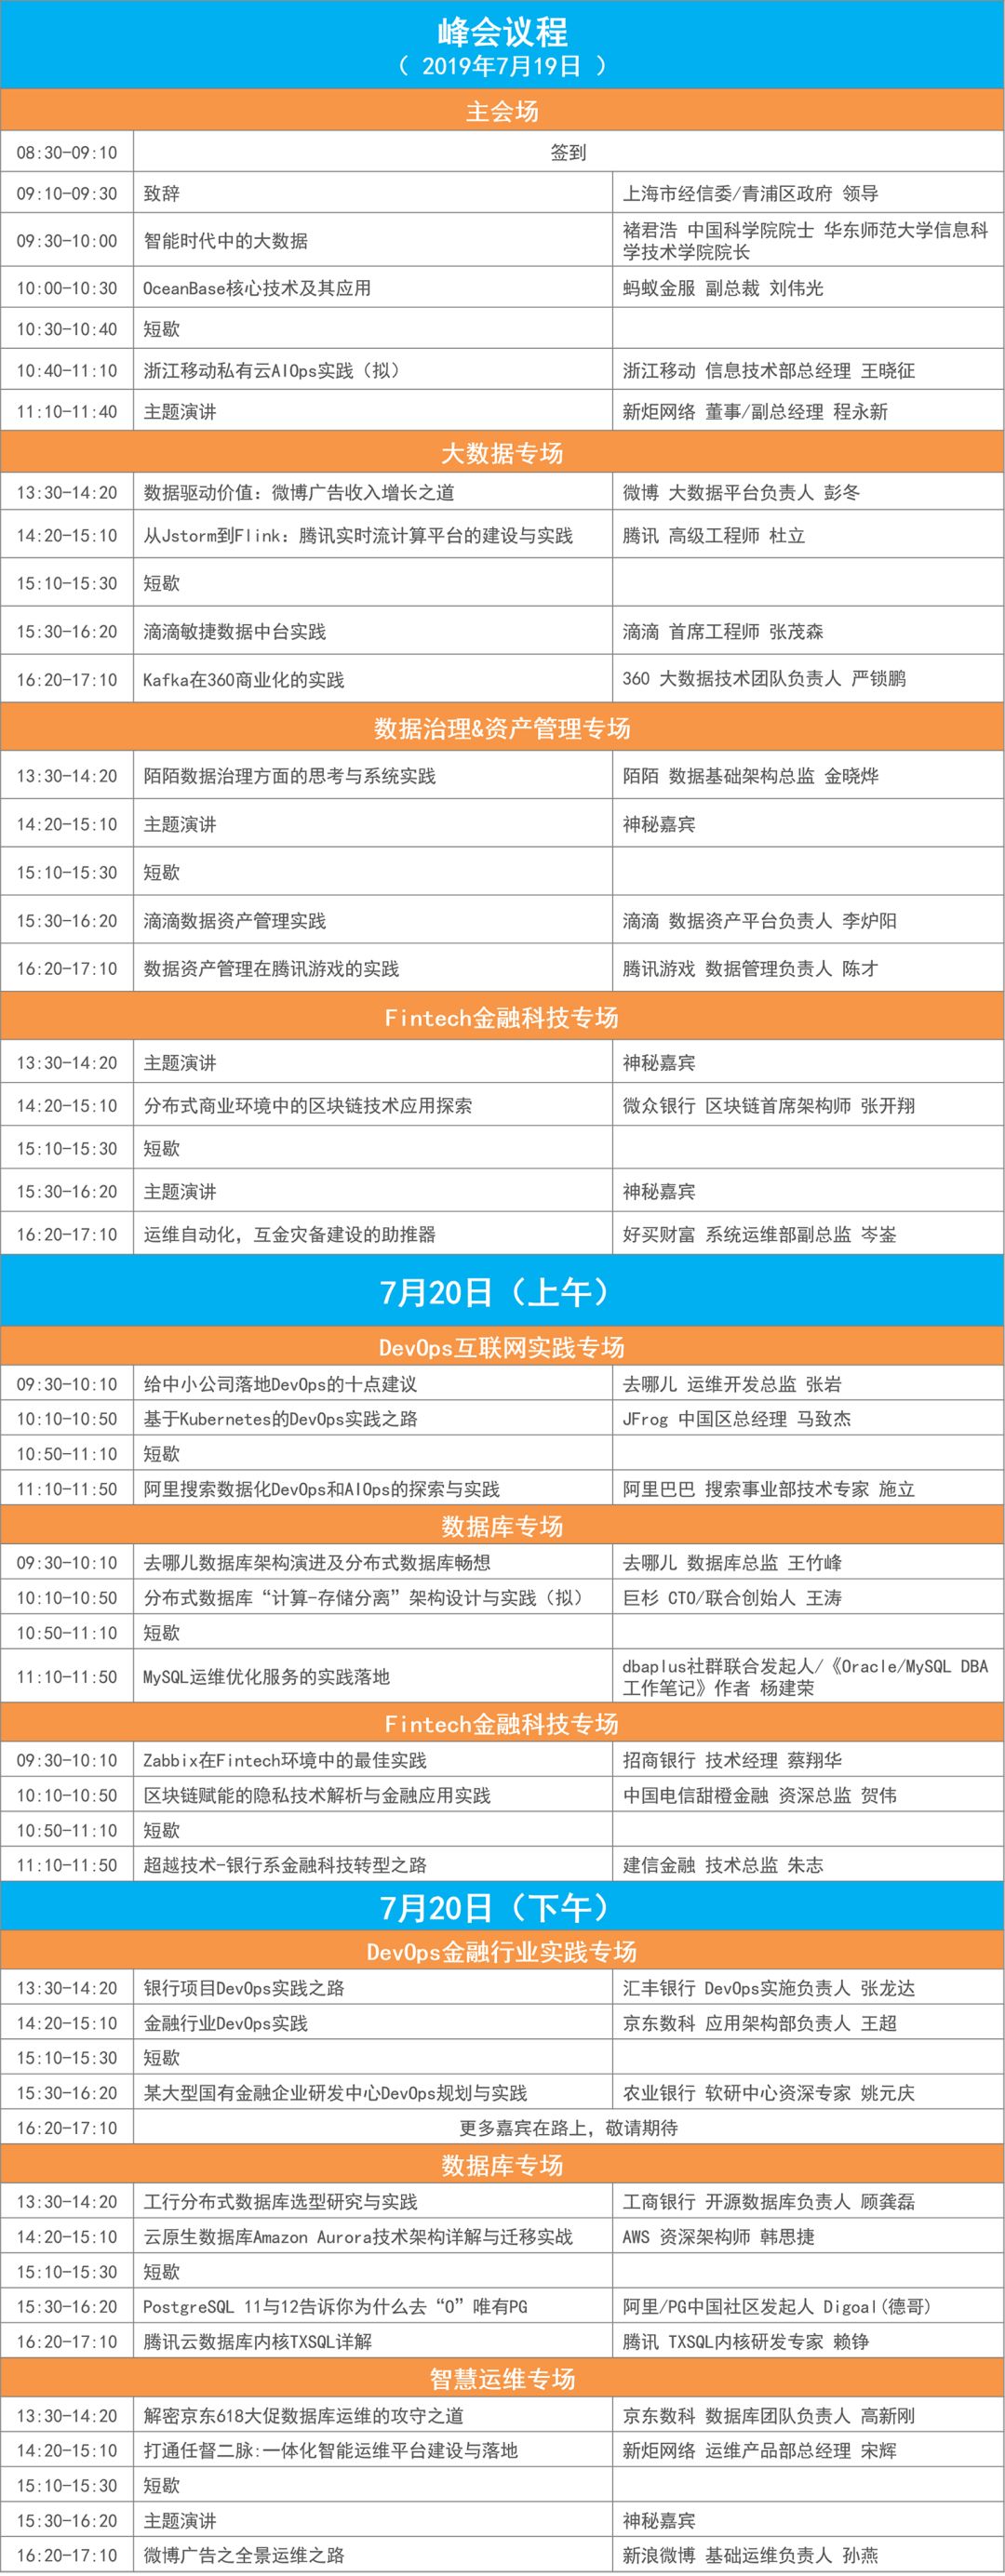 峰会议程
（ 2019年7月19日 ）
主会场
08:30-09:10 签到
09:10-09:30 致辞 上海市经信委/青浦区政府 领导
09:30-10:00 智能时代中的大数据 褚君浩 中国科学院院士 华东师范大学信息科
学技术学院院长
10:00-10:30 OceanBase核心技术及其应用 蚂蚁金服 副总裁 刘伟光
10:30-10:40 短歇
10:40-11:10 浙江移动私有云AIOps实践（拟） 浙江移动 信息技术部总经理 王晓征
11:10-11:40 主题演讲 新炬网络 董事/副总经理 程永新
大数据专场
13:30-14:20 数据驱动价值：微博广告收入增长之道 微博 大数据平台负责人 彭冬
14:20-15:10 从Jstorm到Flink：腾讯实时流计算平台的建设与实践 腾讯 高级工程师 杜立
15:10-15:30 短歇
15:30-16:20 滴滴敏捷数据中台实践 滴滴 首席工程师 张茂森
16:20-17:10 Kafka在360商业化的实践 360 大数据技术团队负责人 严锁鹏
数据治理&资产管理专场
13:30-14:20 陌陌数据治理方面的思考与系统实践 陌陌 数据基础架构总监 金晓烨
14:20-15:10 主题演讲 神秘嘉宾
15:10-15:30 短歇
15:30-16:20 滴滴数据资产管理实践 滴滴 数据资产平台负责人 李炉阳
16:20-17:10 数据资产管理在腾讯游戏的实践 腾讯游戏 数据管理负责人 陈才
Fintech金融科技专场
13:30-14:20 主题演讲 神秘嘉宾
14:20-15:10 分布式商业环境中的区块链技术应用探索 微众银行 区块链首席架构师 张开翔
15:10-15:30 短歇
15:30-16:20 主题演讲 神秘嘉宾
16:20-17:10 运维自动化，互金灾备建设的助推器 好买财富 系统运维部副总监 岑崟
7月20日（上午）
DevOps互联网实践专场
09:30-10:10 给中小公司落地DevOps的十点建议 去哪儿 运维开发总监 张岩
10:10-10:50 基于Kubernetes的DevOps实践之路 JFrog 中国区总经理 马致杰
10:50-11:10 短歇
11:10-11:50 阿里搜索数据化DevOps和AIOps的探索与实践 阿里巴巴 搜索事业部技术专家 施立
数据库专场
09:30-10:10 去哪儿数据库架构演进及分布式数据库畅想 去哪儿 数据库总监 王竹峰
10:10-10:50 分布式数据库“计算-存储分离”架构设计与实践（拟） 巨杉 CTO/联合创始人 王涛
10:50-11:10 短歇
11:10-11:50 MySQL运维优化服务的实践落地 dbaplus社群联合发起人/《Oracle/MySQL DBA
工作笔记》作者 杨建荣
Fintech金融科技专场
09:30-10:10 Zabbix在Fintech环境中的最佳实践 招商银行 技术经理 蔡翔华
10:10-10:50 区块链赋能的隐私技术解析与金融应用实践 中国电信甜橙金融 资深总监 贺伟
10:50-11:10 短歇
11:10-11:50 超越技术-银行系金融科技转型之路 建信金融 技术总监 朱志
7月20日（下午）
DevOps金融行业实践专场
13:30-14:20 银行项目DevOps实践之路 汇丰银行 DevOps实施负责人 张龙达
14:20-15:10 金融行业DevOps实践 京东数科 应用架构部负责人 王超
15:10-15:30 短歇
15:30-16:20 某大型国有金融企业研发中心DevOps规划与实践 农业银行 软研中心资深专家 姚元庆
16:20-17:10 更多嘉宾在路上，敬请期待
数据库专场
13:30-14:20 工行分布式数据库选型研究与实践 工商银行 开源数据库负责人 顾龚磊
14:20-15:10 云原生数据库Amazon Aurora技术架构详解与迁移实战 AWS 资深架构师 韩思捷
15:10-15:30 短歇
15:30-16:20 PostgreSQL 11与12告诉你为什么去“O”唯有PG 阿里/PG中国社区发起人 Digoal(德哥)
16:20-17:10 腾讯云数据库内核TXSQL详解 腾讯 TXSQL内核研发专家 赖铮
智慧运维专场
13:30-14:20 解密京东618大促数据库运维的攻守之道 京东数科 数据库团队负责人 高新刚
14:20-15:10 打通任督二脉:一体化智能运维平台建设与落地 新炬网络 运维产品部总经理 宋辉
15:10-15:30 短歇
15:30-16:20 主题演讲 神秘嘉宾
16:20-17:10 微博广告之全景运维之路 新浪微博 基础运维负责人 孙燕